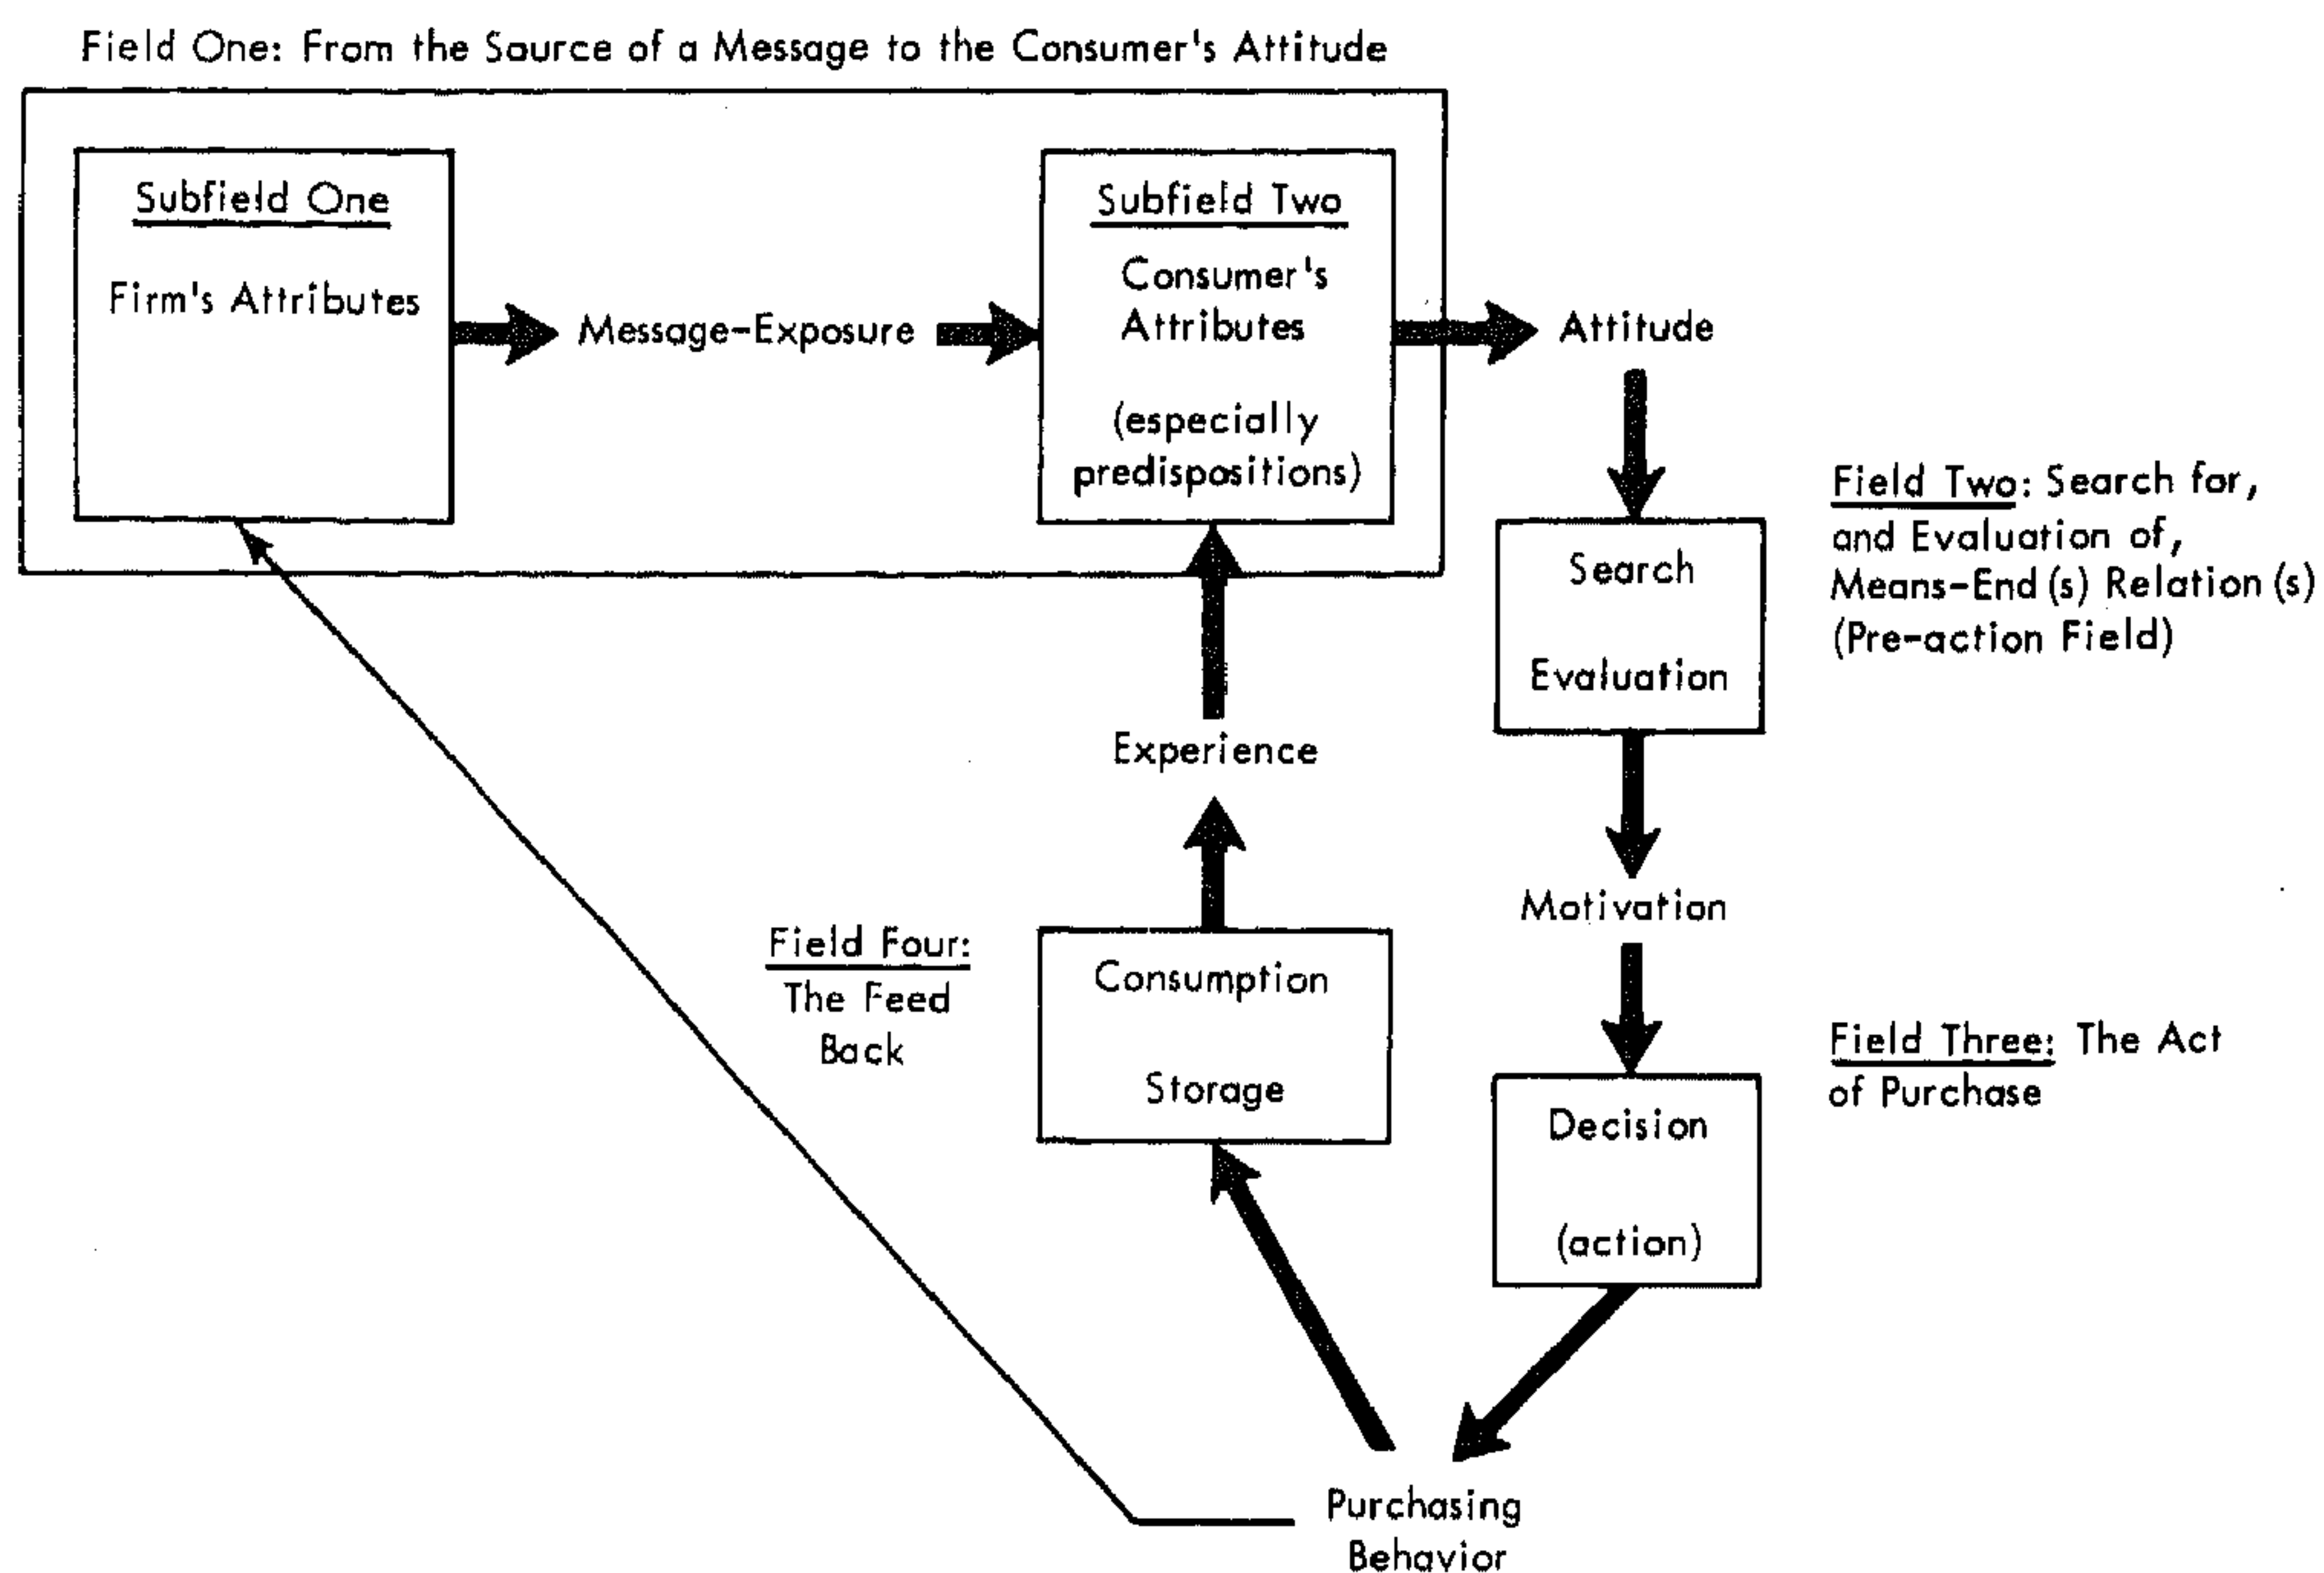 Field One: From the Source of a Message to the Consumer's Attitude
Subfield One
Firm's Attributes
Message-Exposure
Subfield Two
Consumer's
Attributes
(especially
predispositions)
Attitude
Field Two: Search for,
and Evaluation of,
Means-End(s) Relation(s)
(Pre-action Field)
Search
Evaluation
Experience
Motivation
Field Four:
The Feed
Back
Consumption
Storage
Field Three: The Act
of Purchase
Decision
(action)
Purchasing
Behavior